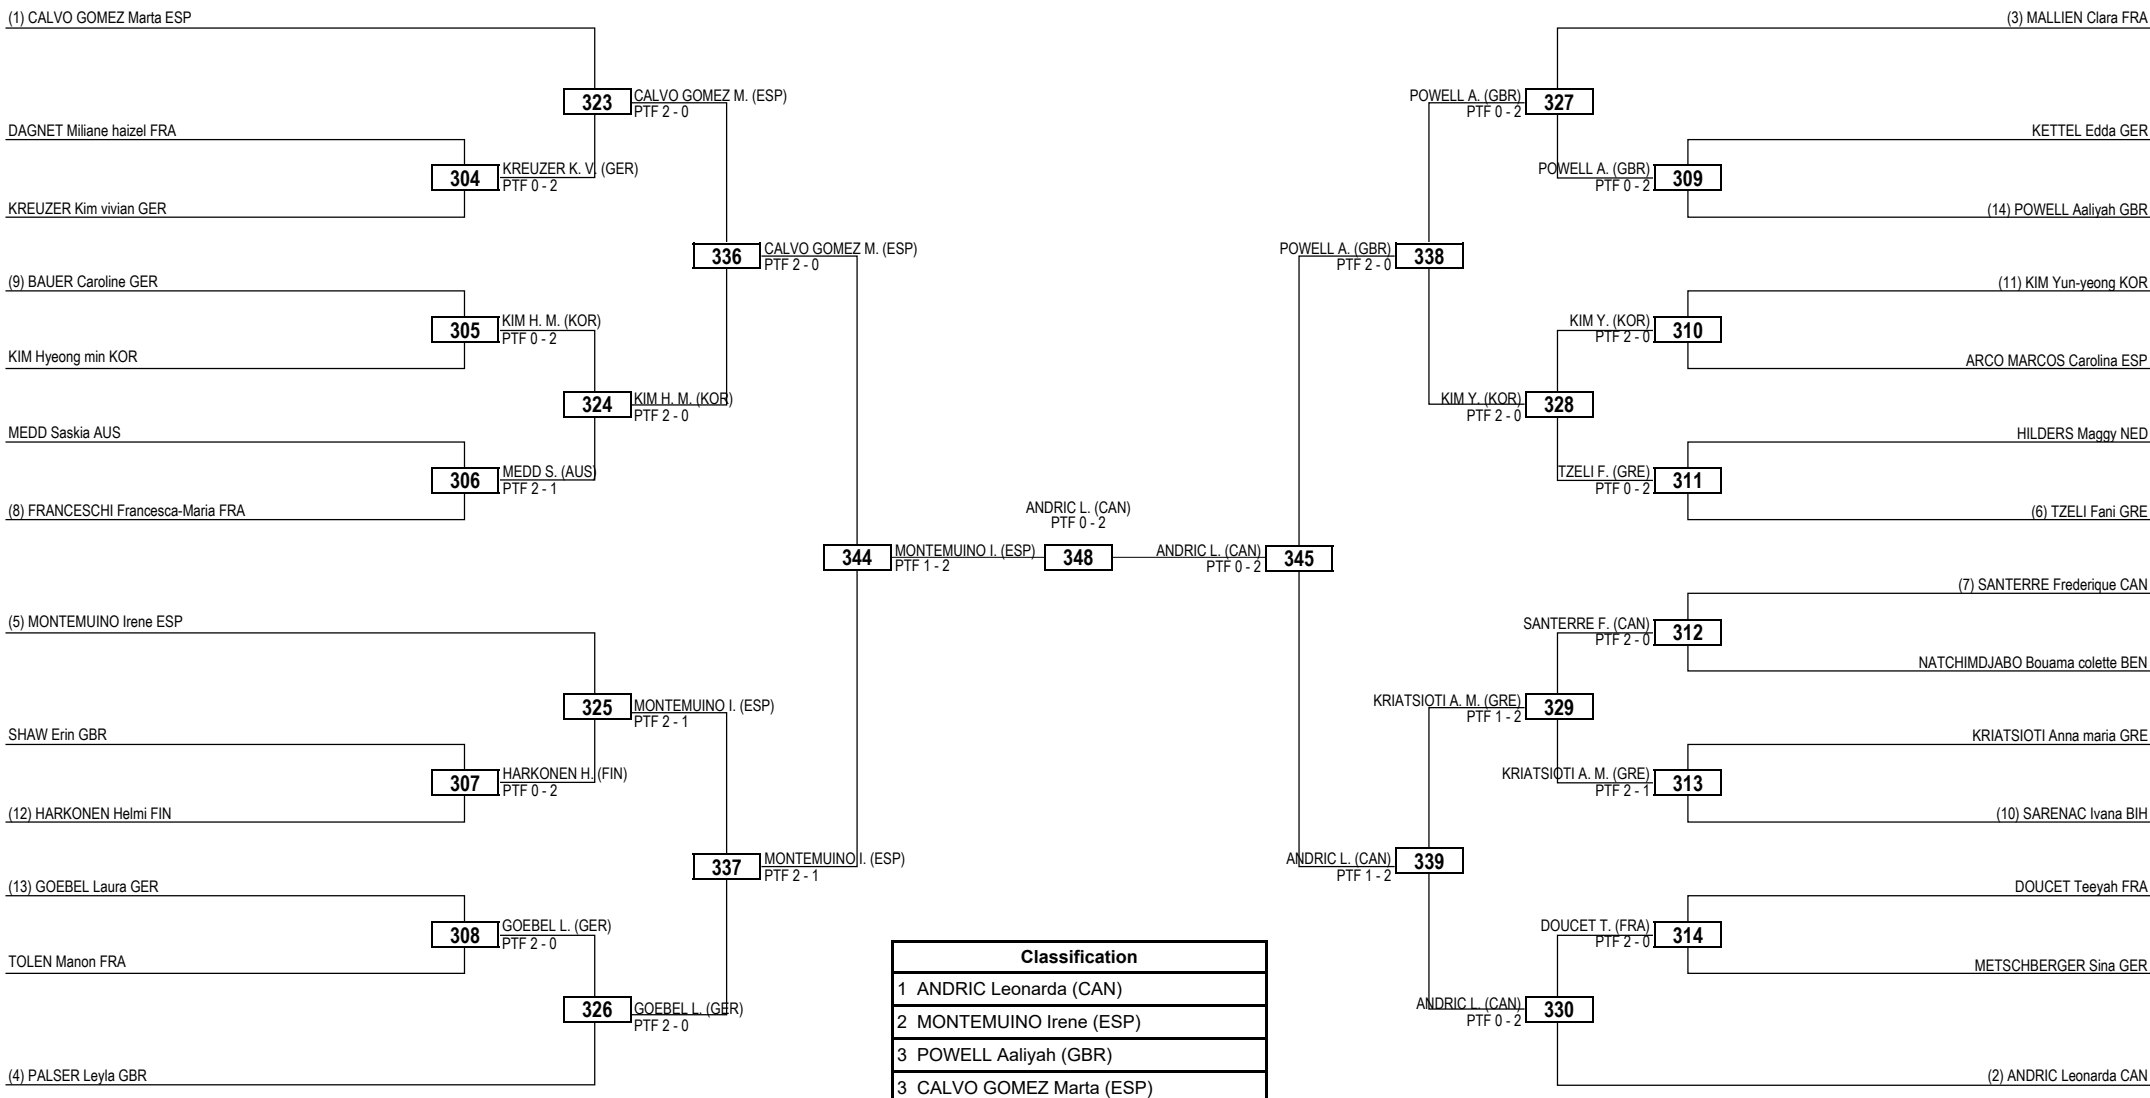 (1) CALVO GOMEZ Marta ESP
323
CALVO GOMEZ M. (ESP)
PTF 2 - 0
DAGNET Miliane haizel FRA
304
KREUZER K. V. (GER)
PTF 0 - 2
KREUZER Kim vivian GER
336
CALVO GOMEZ M. (ESP)
PTF 2 - 0
(9) BAUER Caroline GER
305
KIM H. M. (KOR)
PTF 0 - 2
KIM Hyeong min KOR
324
KIM H. M. (KOR)
PTF 2 - 0
MEDD Saskia AUS
306
MEDD S. (AUS)
PTF 2 - 1
(8) FRANCESCHI Francesca-Maria FRA
344
MONTEMUINO I. (ESP)
PTF 1 - 2
(5) MONTEMUINO Irene ESP
325
MONTEMUINO I. (ESP)
PTF 2 - 1
SHAW Erin GBR
307
HARKONEN H. (FIN)
PTF 0 - 2
(12) HARKONEN Helmi FIN
337
MONTEMUINO I. (ESP)
PTF 2 - 1
(13) GOEBEL Laura GER
308
GOEBEL L. (GER)
PTF 2 - 0
TOLEN Manon FRA
326
GOEBEL L. (GER)
PTF 2 - 0
(4) PALSER Leyla GBR
ANDRIC L. (CAN)
PTF 0 - 2
348
(3) MALLIEN Clara FRA
POWELL A. (GBR)
PTF 0 - 2
327
KETTEL Edda GER
POWELL A. (GBR)
PTF 0 - 2
309
(14) POWELL Aaliyah GBR
POWELL A. (GBR)
PTF 2 - 0
338
(11) KIM Yun-yeong KOR
KIM Y. (KOR)
PTF 2 - 0
310
ARCO MARCOS Carolina ESP
KIM Y. (KOR)
PTF 2 - 0
328
HILDERS Maggy NED
TZELI F. (GRE)
PTF 0 - 2
311
(6) TZELI Fani GRE
ANDRIC L. (CAN)
PTF 0 - 2
345
(7) SANTERRE Frederique CAN
SANTERRE F. (CAN)
PTF 2 - 0
312
NATCHIMDJABO Bouama colette BEN
KRIATSIOTI A. M. (GRE)
PTF 1 - 2
329
KRIATSIOTI Anna maria GRE
KRIATSIOTI A. M. (GRE)
PTF 2 - 1
313
(10) SARENAC Ivana BIH
ANDRIC L. (CAN)
PTF 1 - 2
339
DOUCET Teeyah FRA
DOUCET T. (FRA)
PTF 2 - 0
314
METSCHBERGER Sina GER
ANDRIC L. (CAN)
PTF 0 - 2
330
(2) ANDRIC Leonarda CAN
Classification
1 ANDRIC Leonarda (CAN)
2 MONTEMUINO Irene (ESP)
3 POWELL Aaliyah (GBR)
3 CALVO GOMEZ Marta (ESP)